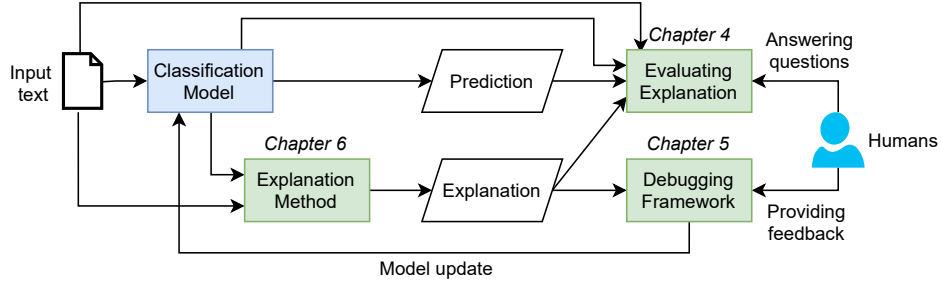 Chapter 4
Input
text
Classification
Model
Prediction
Evaluating
Explanation
Answering
questions
Humans
Chapter 6
Explanation
Method
Explanation
Chapter 5
Debugging
Framework
Providing
feedback
Model update